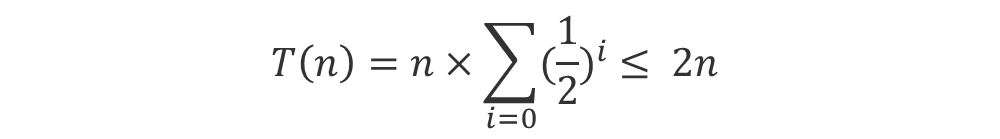 T(n) = n × ∑_{i=0} (1/2)^i ≤ 2n